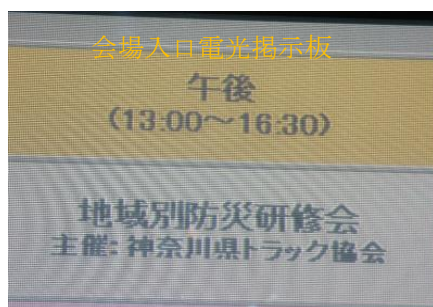 会場入口電光掲示板
午後
(13:00～16:30)
地域別防災研修会
主催: 神奈川県トラック協会